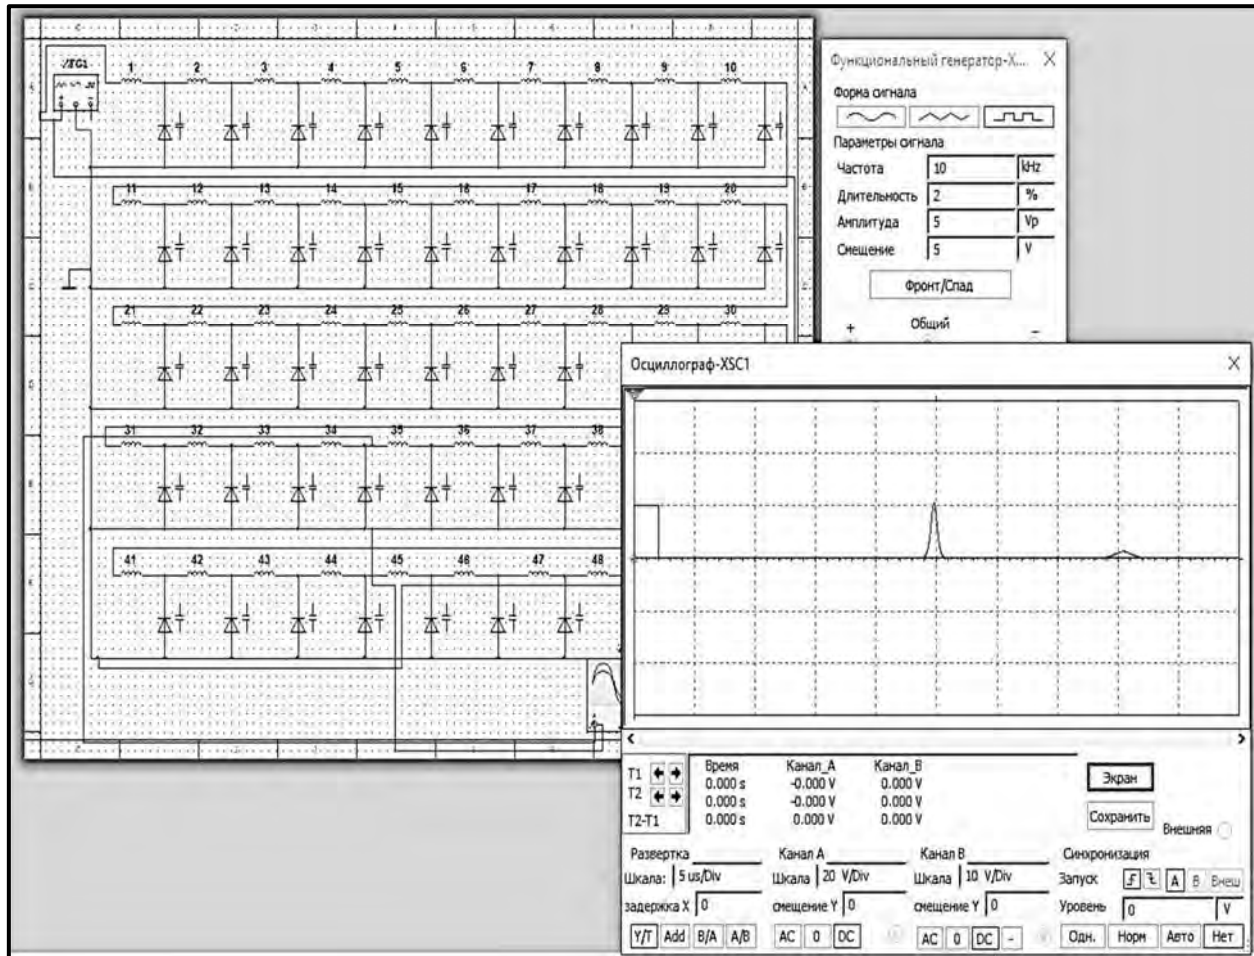 XFG1
1 2 3 4 5 6 7 8 9 10
11 12 13 14 15 16 17 18 19 20
21 22 23 24 25 26 27 28 29 30
31 32 33 34 35 36 37 38
41 42 43 44 45 46 47 48
Функциональный генератор-X... X
Форма сигнала
Параметры сигнала
Частота 10 kHz
Длительность 2 %
Амплитуда 5 Vp
Смещение 5 V
Фронт/Спад
+ Общий −
Осциллограф-XSC1 X
T1
T2
T2-T1
Время Канал_A Канал_B
0.000 s -0.000 V 0.000 V
0.000 s -0.000 V 0.000 V
0.000 s 0.000 V 0.000 V
Экран
Сохранить
Внешняя
Развертка Канал A Канал B Синхронизация
Шкала: 5 us/Div Шкала 20 V/Div Шкала 10 V/Div Запуск A B Внеш
задержка X 0 смещение Y 0 смещение Y 0 Уровень 0 V
Y/T Add B/A A/B AC 0 DC AC 0 DC - Одн. Норм Авто Нет